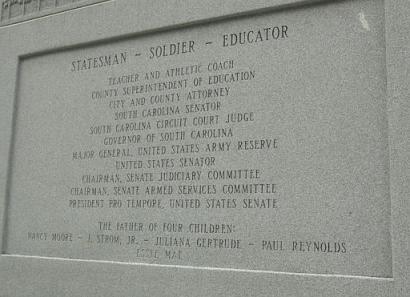 STATESMAN - SOLDIER - EDUCATOR
TEACHER AND ATHLETIC COACH
COUNTY SUPERINTENDENT OF EDUCATION
CITY AND COUNTY ATTORNEY
SOUTH CAROLINA SENATOR
SOUTH CAROLINA CIRCUIT COURT JUDGE
GOVERNOR OF SOUTH CAROLINA
MAJOR GENERAL, UNITED STATES ARMY RESERVE
UNITED STATES SENATOR
CHAIRMAN, SENATE JUDICIARY COMMITTEE
CHAIRMAN, SENATE ARMED SERVICES COMMITTEE
PRESIDENT PRO TEMPORE, UNITED STATES SENATE
THE FATHER OF FOUR CHILDREN:
NANCY MOORE - J. STROM, JR. - JULIANA GERTRUDE - PAUL REYNOLDS
ESSIE MAE